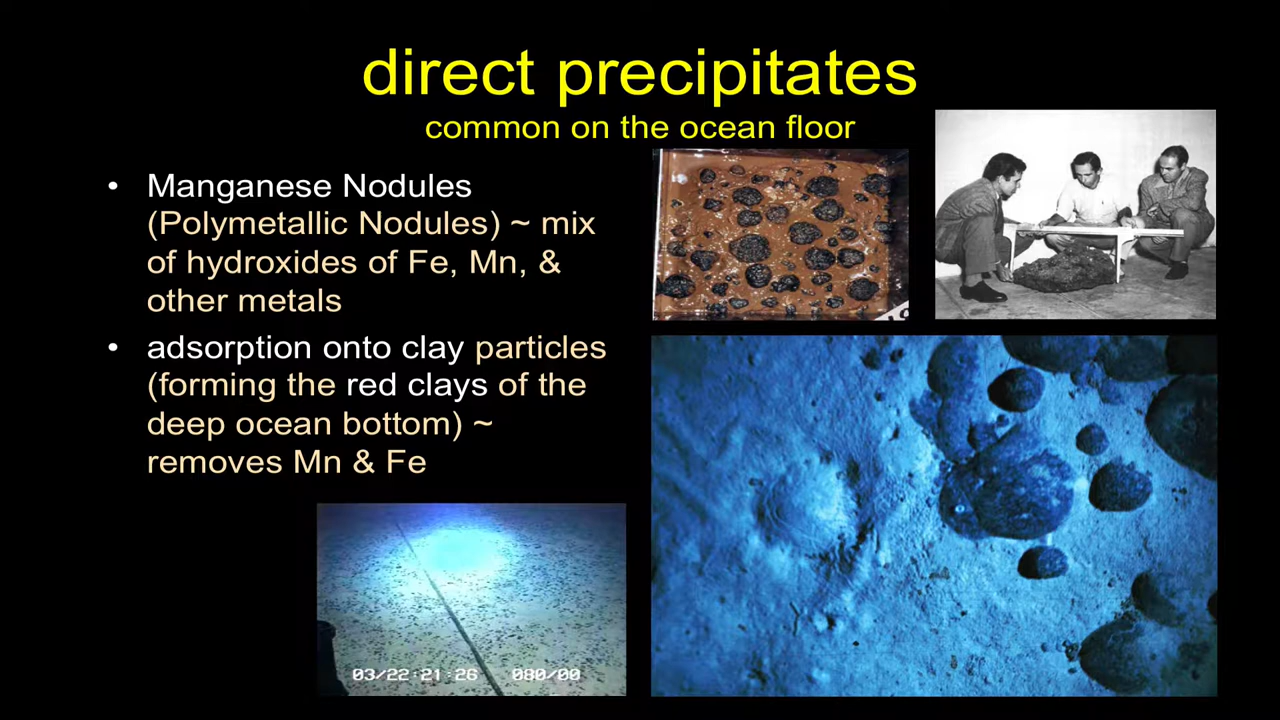 direct precipitates
common on the ocean floor
• Manganese Nodules
(Polymetallic Nodules) ~ mix
of hydroxides of Fe, Mn, &
other metals
• adsorption onto clay particles
(forming the red clays of the
deep ocean bottom) ~
removes Mn & Fe
03/22:21:26 080/00